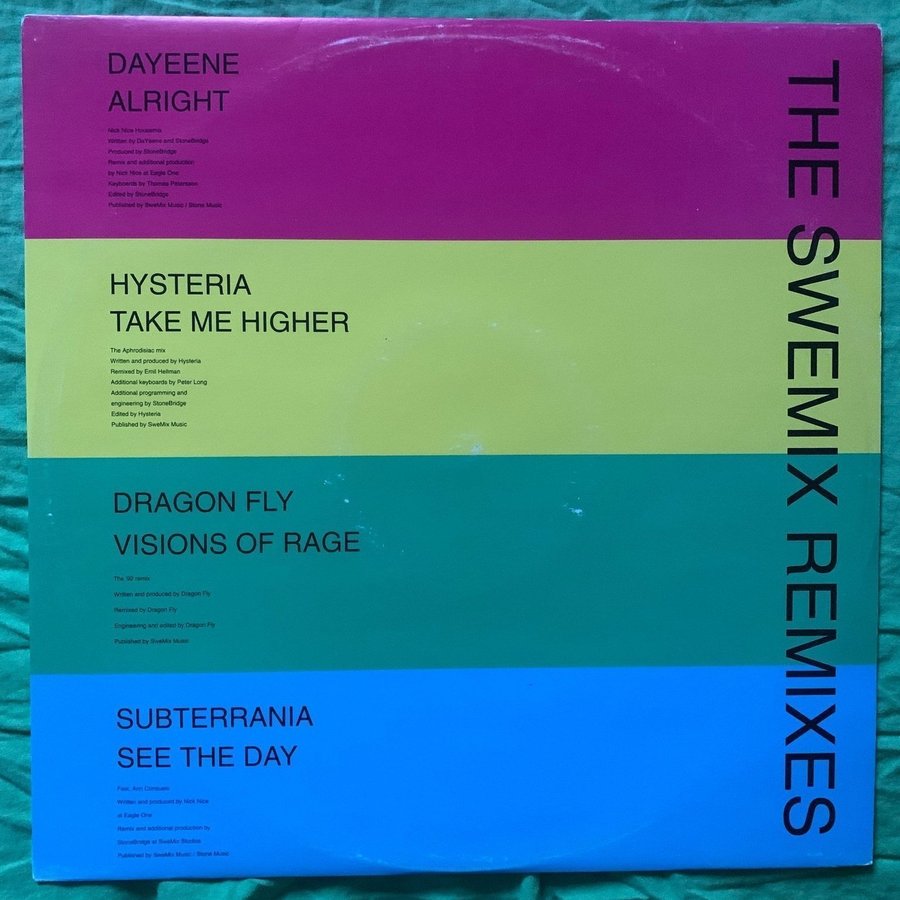 DAYEENE
ALRIGHT
Nick Nice Housemix
Written by DaYeene and StoneBridge
Produced by StoneBridge
Remix and additional production
by Nick Nice at Eagle One
Keyboards by Thomas Petersson
Edited by StoneBridge
Published by SweMix Music / Stone Music
HYSTERIA
TAKE ME HIGHER
The Aphrodisiac mix
Written and produced by Hysteria
Remixed by Emil Hellman
Additional keyboards by Peter Long
Additional programming and
engineering by StoneBridge
Edited by Hysteria
Published by SweMix Music
DRAGON FLY
VISIONS OF RAGE
The '92 remix
Written and produced by Dragon Fly
Remixed by Dragon Fly
Engineering and edited by Dragon Fly
Published by SweMix Music
SUBTERRANIA
SEE THE DAY
Feat. Ann Consuelo
Written and produced by Nick Nice
at Eagle One
Remix and additional production by
StoneBridge at SweMix Studios
Published by SweMix Music / Stone Music
THE SWEMIX REMIXES